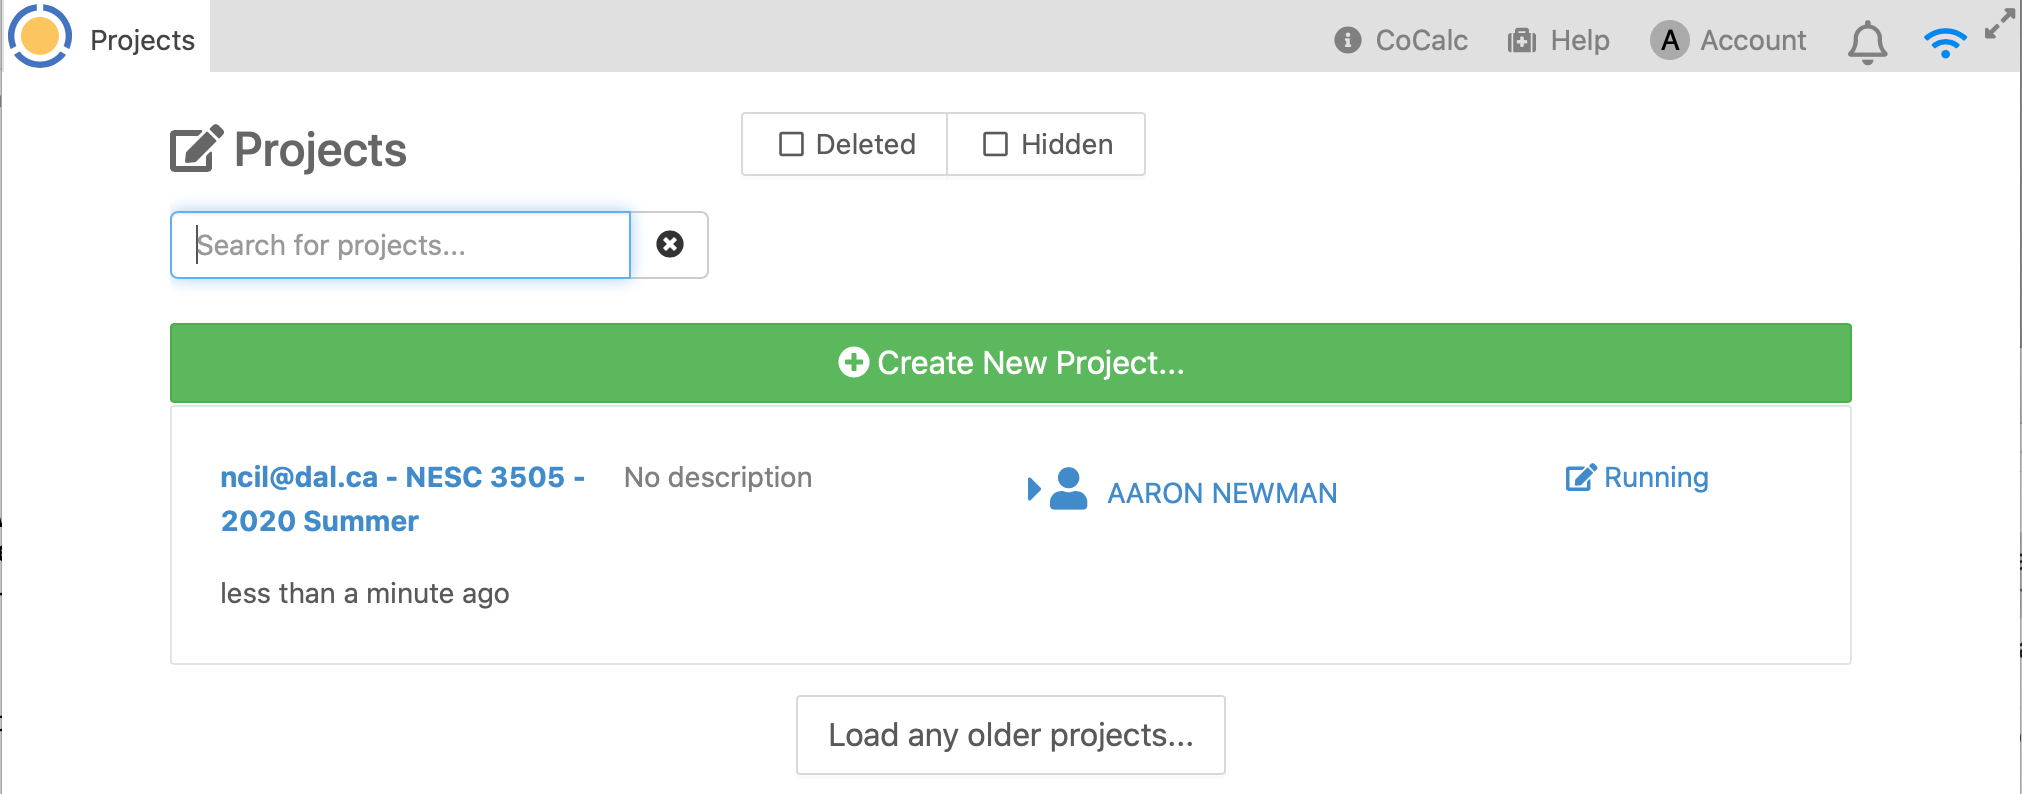 Projects
CoCalc
Help
A Account
Projects
Deleted
Hidden
Search for projects...
Create New Project...
ncil@dal.ca - NESC 3505 -
2020 Summer
No description
AARON NEWMAN
Running
less than a minute ago
Load any older projects...